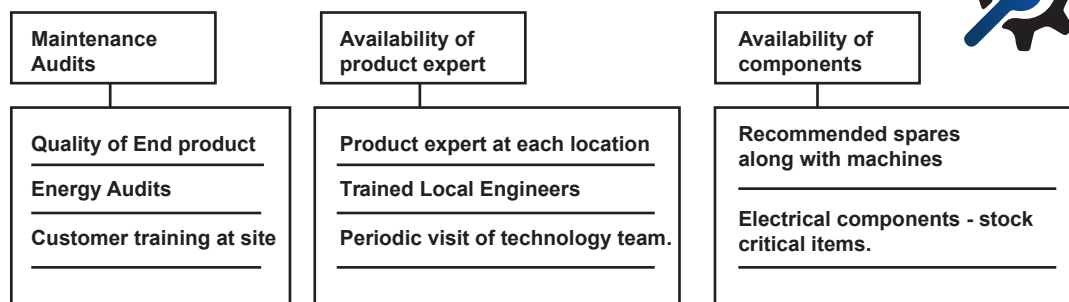 Maintenance
Audits
Quality of End product
Energy Audits
Customer training at site
Availability of
product expert
Product expert at each location
Trained Local Engineers
Periodic visit of technology team.
Availability of
components
Recommended spares
along with machines
Electrical components - stock
critical items.